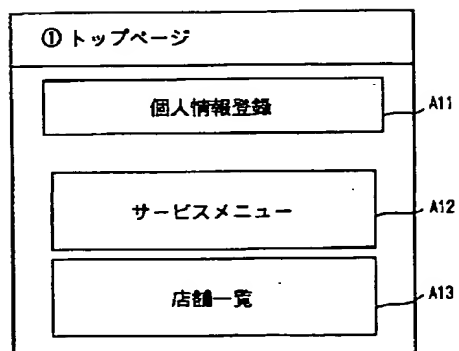 ① トップページ
個人情報登録
A11
サービスメニュー
A12
店舗一覧
A13